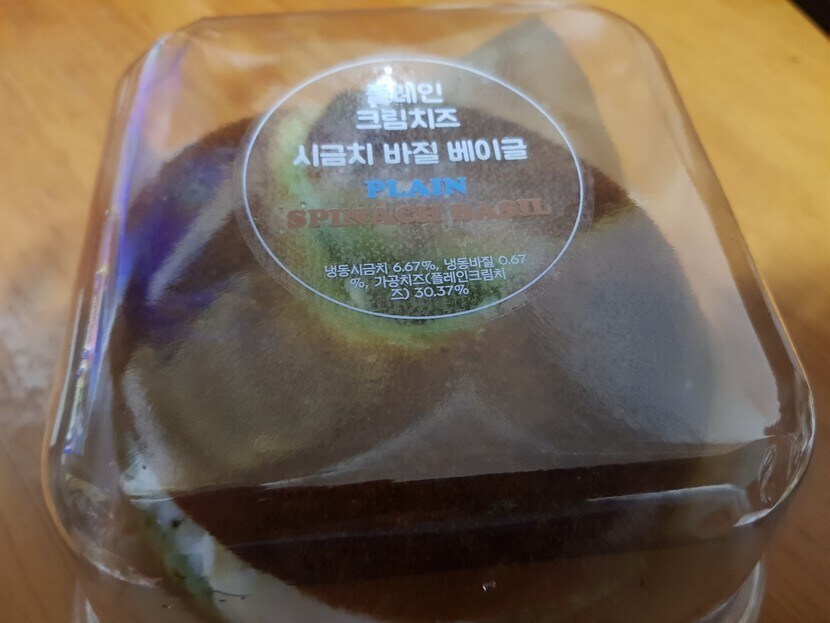 플레인
크림치즈
시금치 바질 베이글
PLAIN
SPINACH BASIL
냉동시금치 6.67%, 냉동바질 0.67
%, 가공치즈(플레인크림치
즈) 30.37%